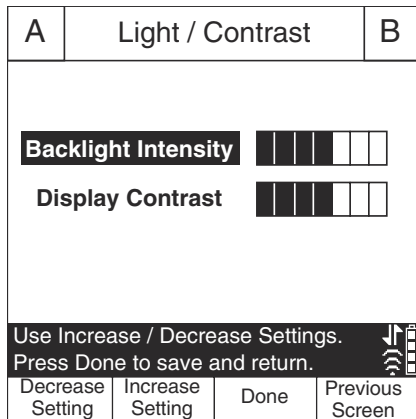 A Light / Contrast B
Backlight Intensity
Display Contrast
Use Increase / Decrease Settings.
Press Done to save and return.
Decrease Setting
Increase Setting
Done
Previous Screen